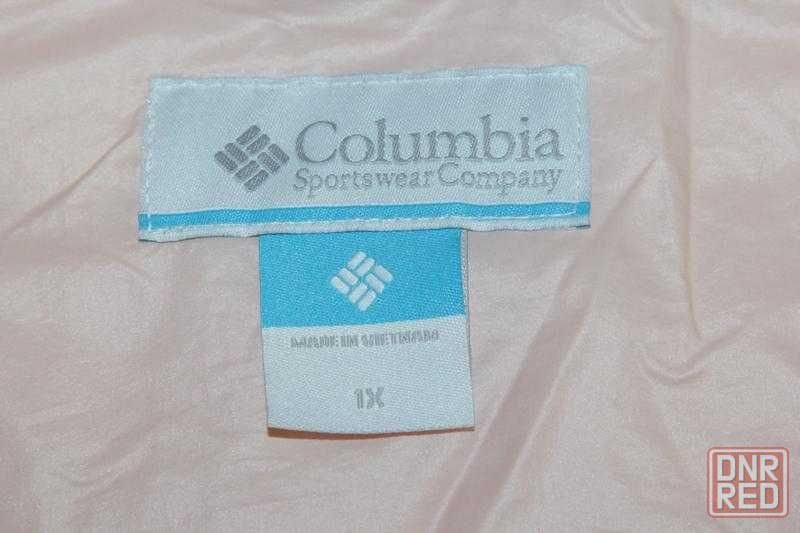 Columbia
Sportswear Company
MADE IN VIETNAM
1X
DNR
RED